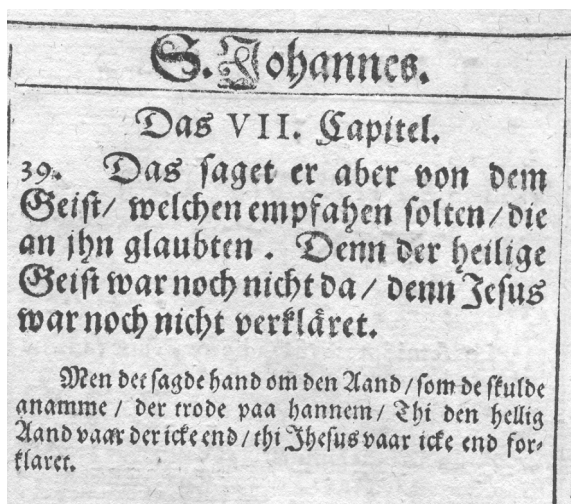 S. Johannes.
Das VII. Capitel.
39. Das saget er aber von dem
Geist/ welchen empfahen solten/die
an jhn glaubten . Denn der heilige
Geist war noch nicht da/ denn Jesus
war noch nicht verkläret.
Men det sagde hand om den Aand/som de skulde
anamme / der trode paa hannem/ Thi den hellig
Aand vaar der icke end/thi Jhesus vaar icke end for-
klaret.